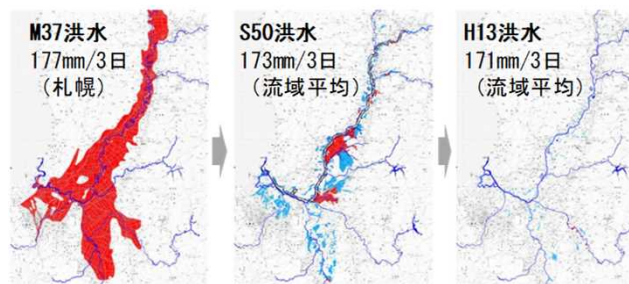 M37洪水
177mm/3日
(札幌)
S50洪水
173mm/3日
(流域平均)
H13洪水
171mm/3日
(流域平均)